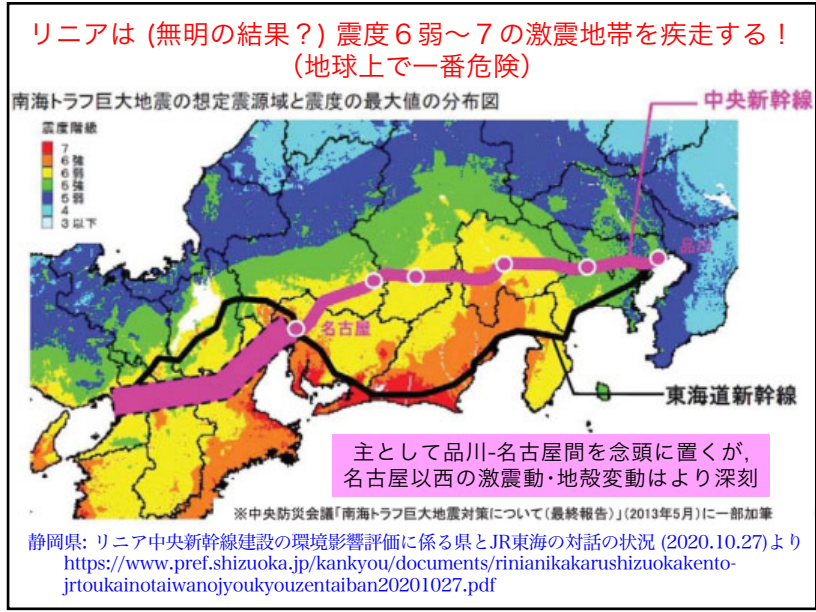 リニアは (無明の結果？) 震度６弱～７の激震地帯を疾走する！
（地球上で一番危険）
南海トラフ巨大地震の想定震源域と震度の最大値の分布図
中央新幹線
震度階級
7
6強
6弱
5強
5弱
4
3以下
品川
名古屋
東海道新幹線
主として品川-名古屋間を念頭に置くが,
名古屋以西の激震動･地殻変動はより深刻
※中央防災会議｢南海トラフ巨大地震対策について(最終報告)｣(2013年5月)に一部加筆
静岡県: リニア中央新幹線建設の環境影響評価に係る県とJR東海の対話の状況 (2020.10.27)より
https://www.pref.shizuoka.jp/kankyou/documents/rinianikakarushizuokakento-
jrtoukainotaiwanojyoukyouzentaiban20201027.pdf